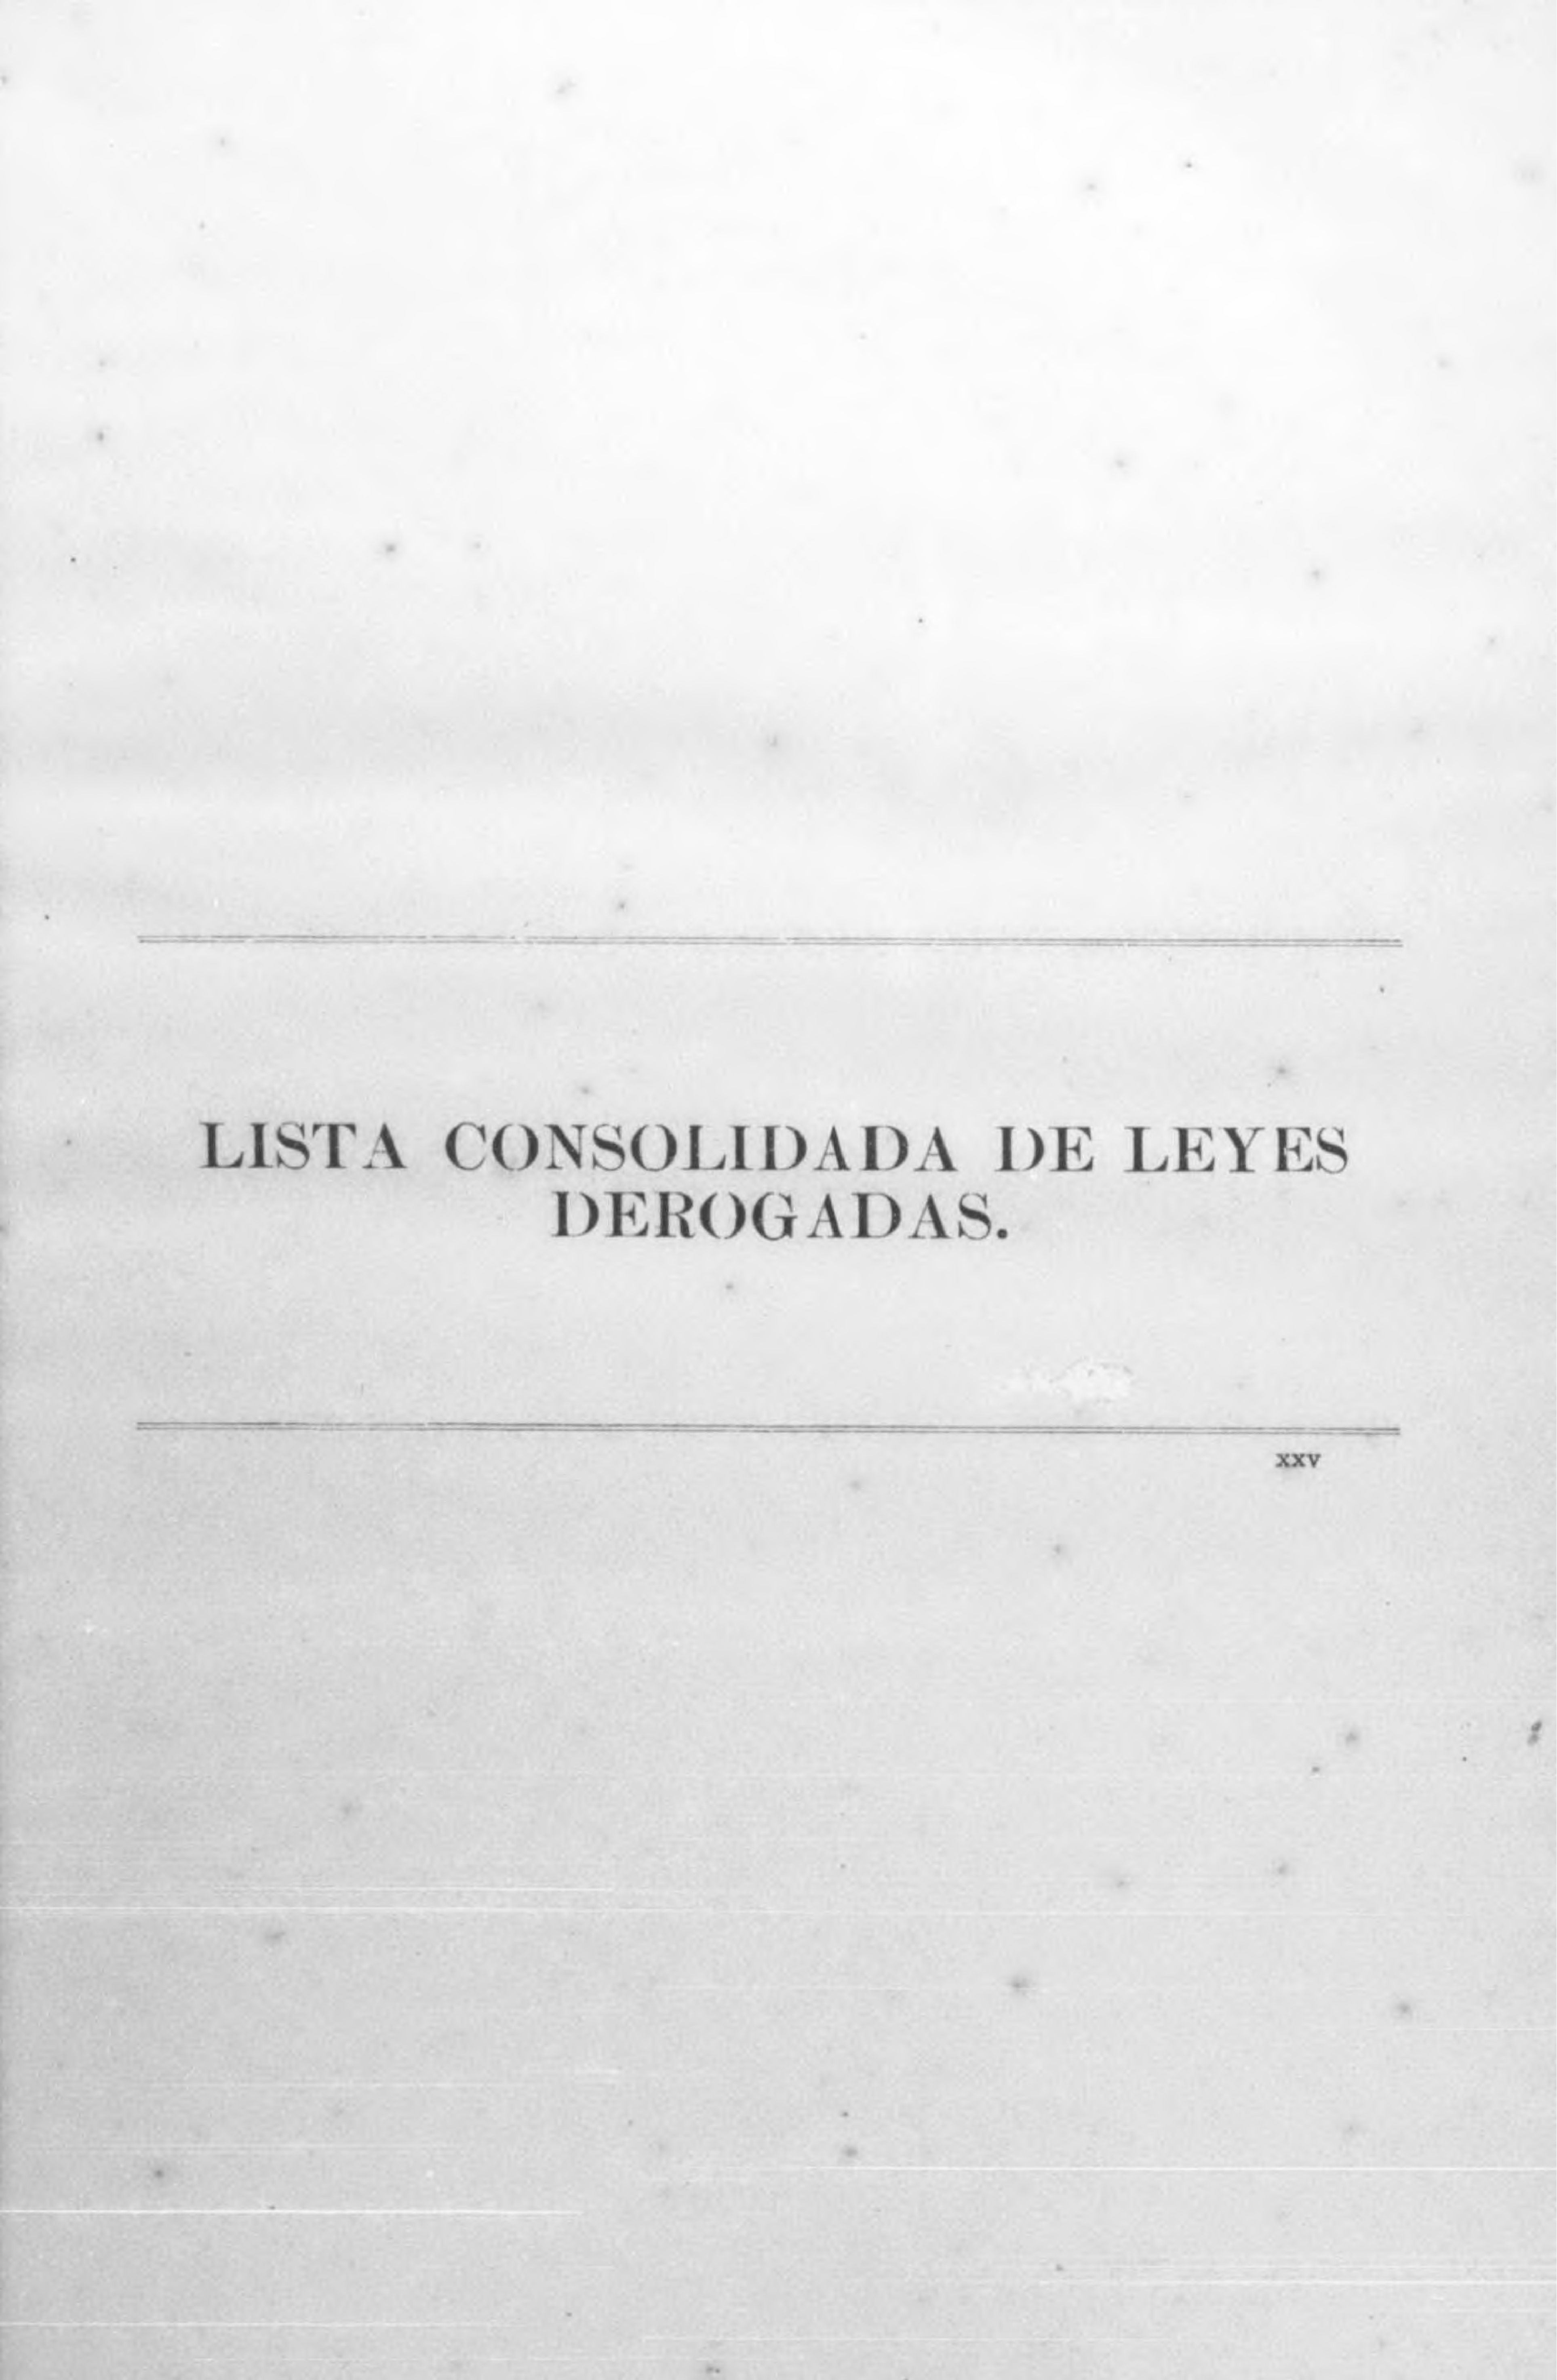 LISTA CONSOLIDADA DE LEYES
DEROGADAS.
xxv